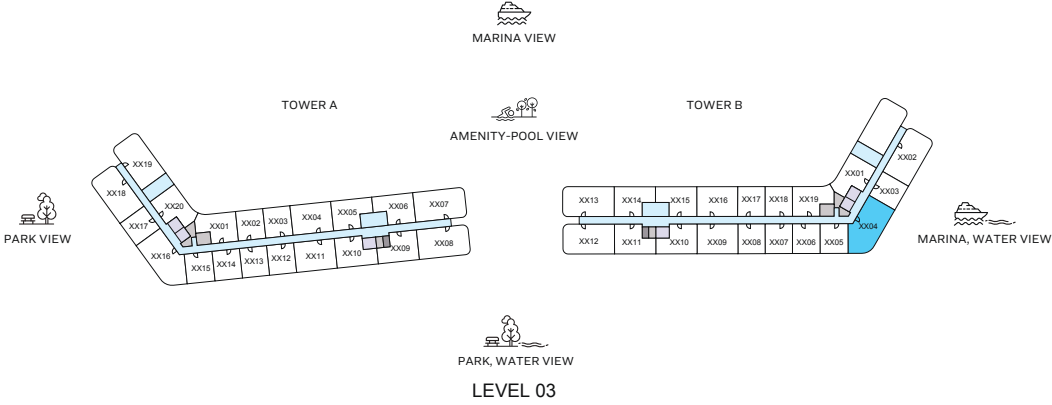 MARINA VIEW
TOWER A
TOWER B
AMENITY-POOL VIEW
XX19
XX18
XX20
XX17
XX16
XX01
XX02
XX03
XX04
XX05
XX06
XX07
XX15
XX14
XX13
XX12
XX11
XX10
XX09
XX08
XX02
XX01
XX03
XX13
XX14
XX15
XX16
XX17
XX18
XX19
XX04
XX12
XX11
XX10
XX09
XX08
XX07
XX06
XX05
PARK VIEW
MARINA, WATER VIEW
PARK, WATER VIEW
LEVEL 03